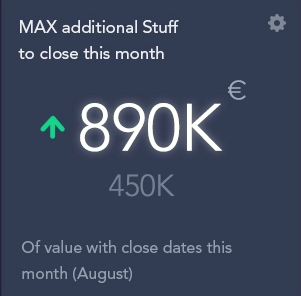 MAX additional Stuff
to close this month
€
890K
450K
Of value with close dates this
month (August)